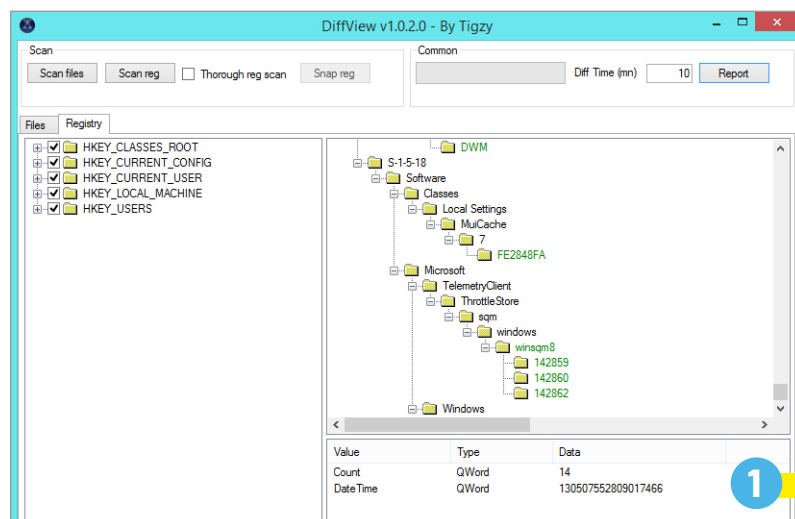 DiffView v1.0.2.0 - By Tigzy
Scan
Common
Scan files Scan reg Thorough reg scan Snap reg
Diff Time (mn) 10 Report
Files Registry
HKEY_CLASSES_ROOT
HKEY_CURRENT_CONFIG
HKEY_CURRENT_USER
HKEY_LOCAL_MACHINE
HKEY_USERS
DWM
S-1-5-18
Software
Classes
Local Settings
MuiCache
7
FE2848FA
Microsoft
TelemetryClient
ThrottleStore
sqm
windows
winsqm8
142859
142860
142862
Windows
Value Type Data
Count QWord 14
DateTime QWord 130507552809017466
1